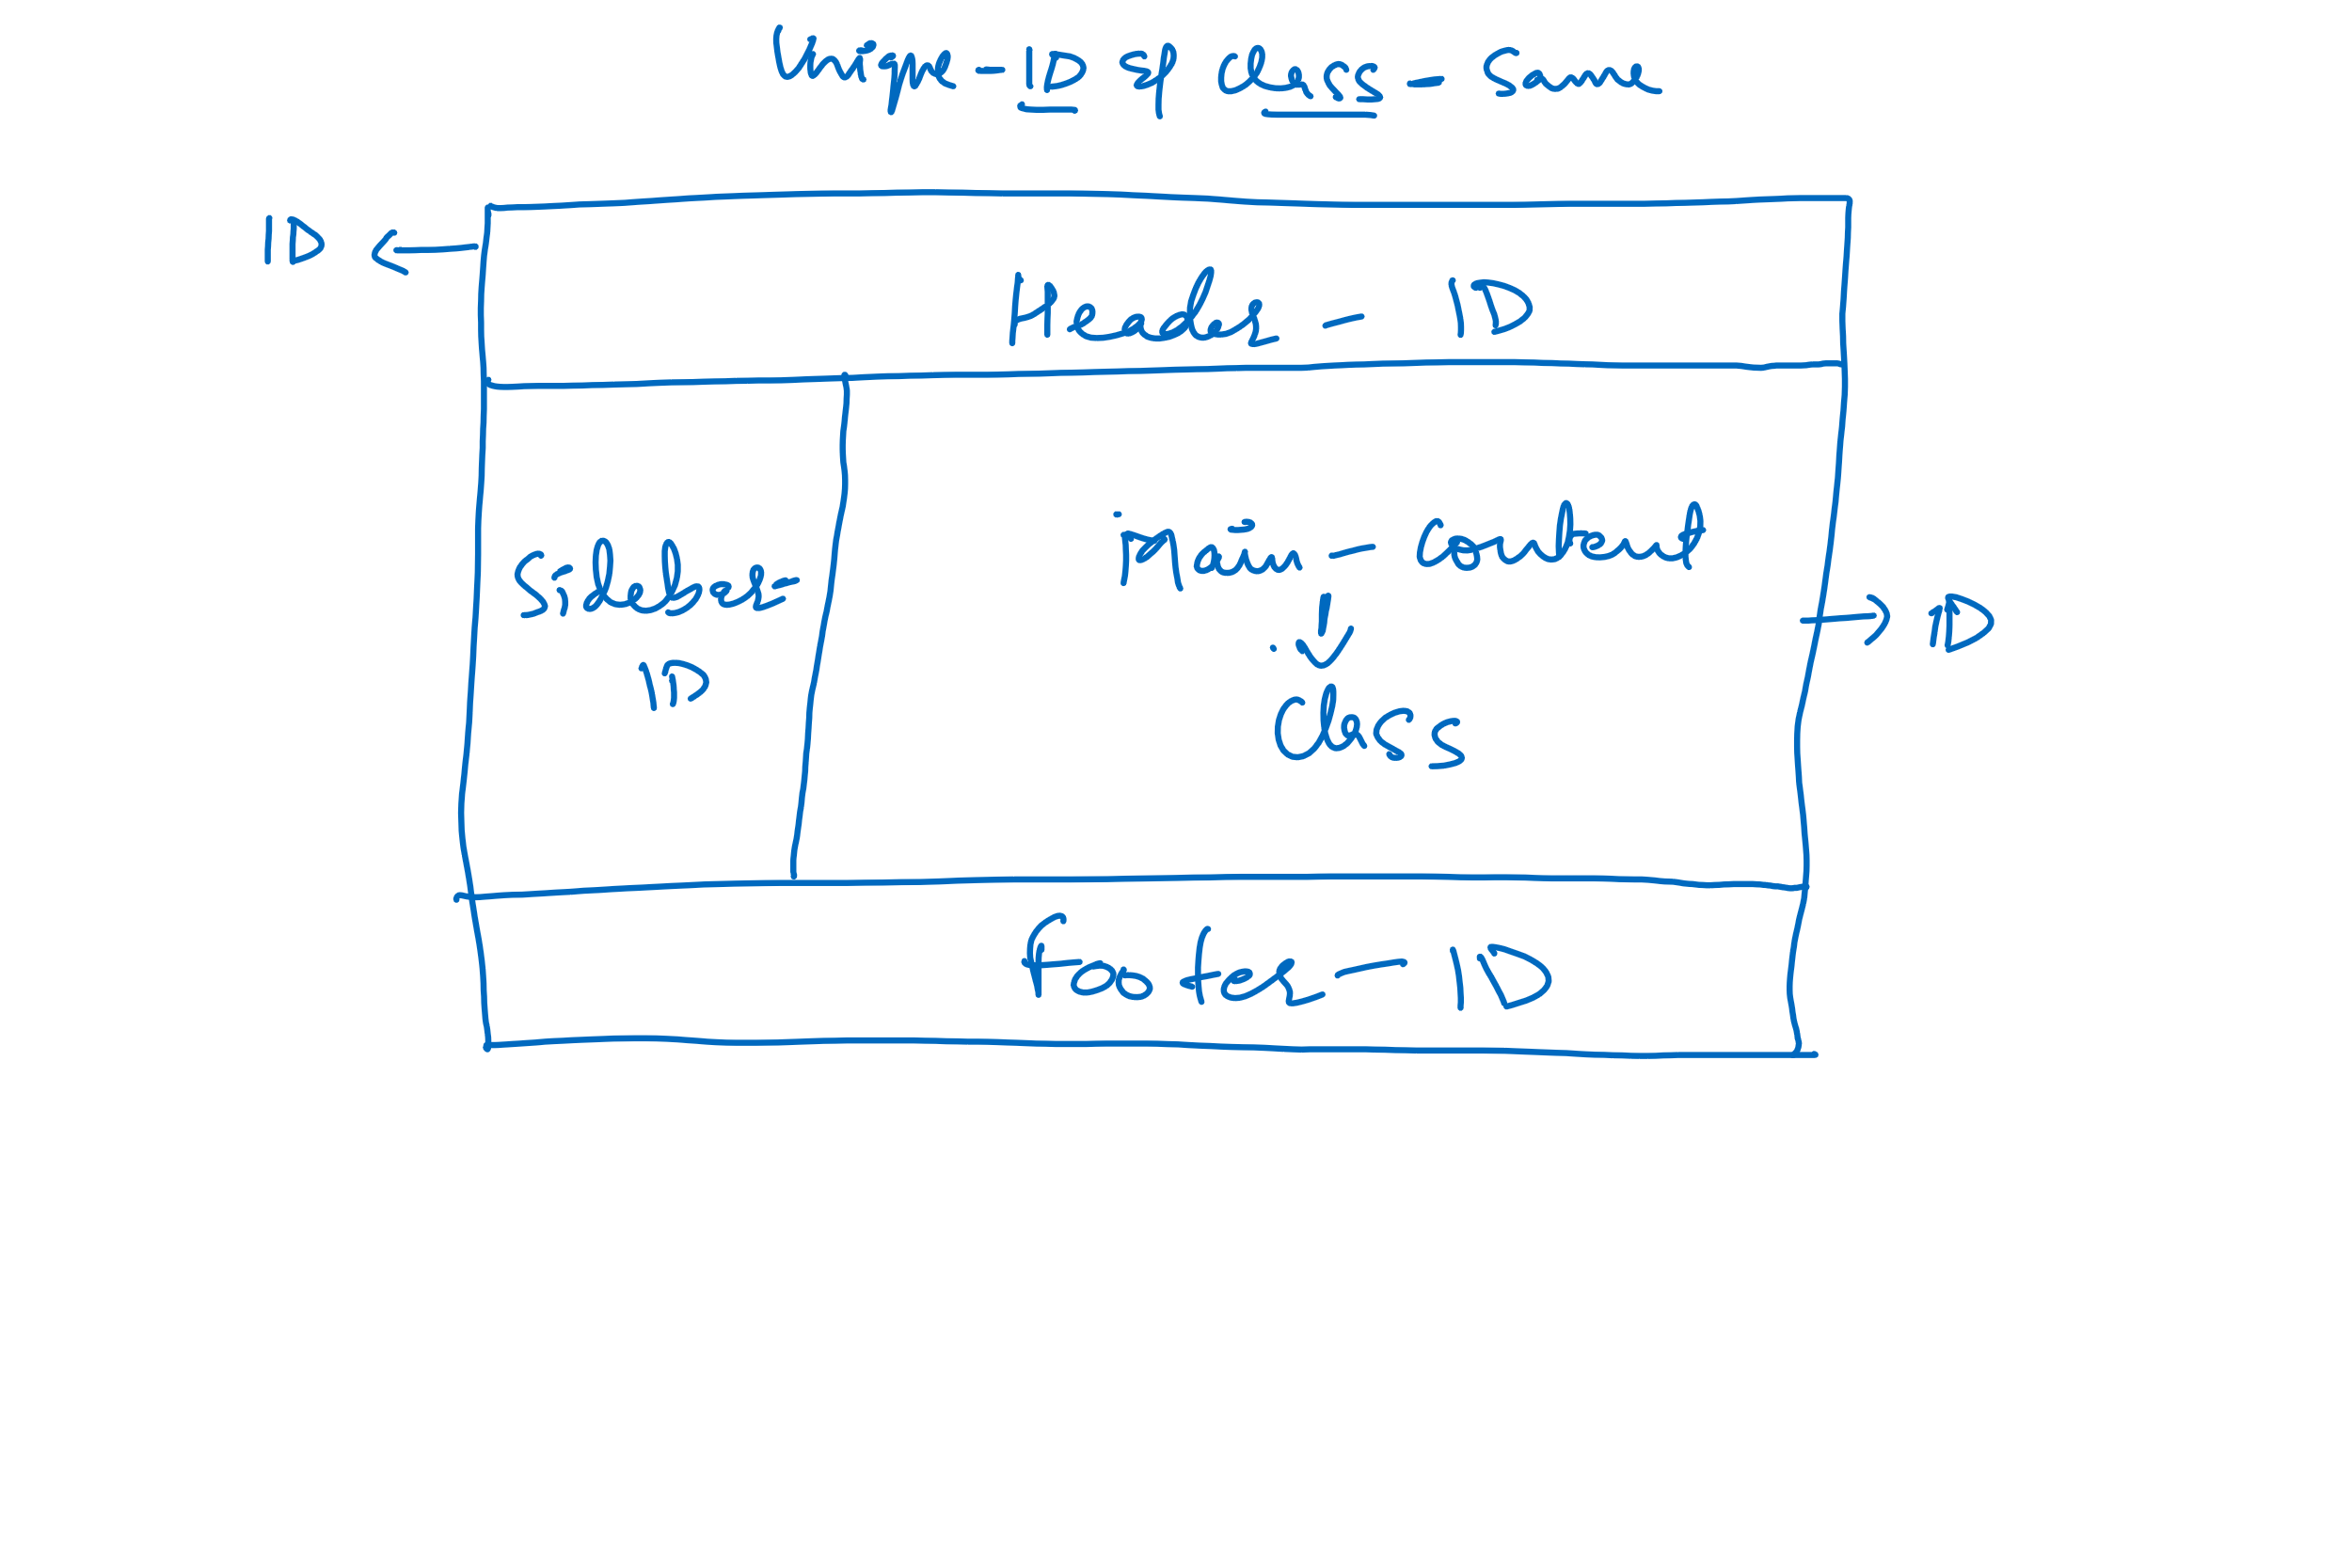 Unique - ID & class - Same
ID
Header - ID
Sidebar -
ID
main - content
class
ID
Footer - ID